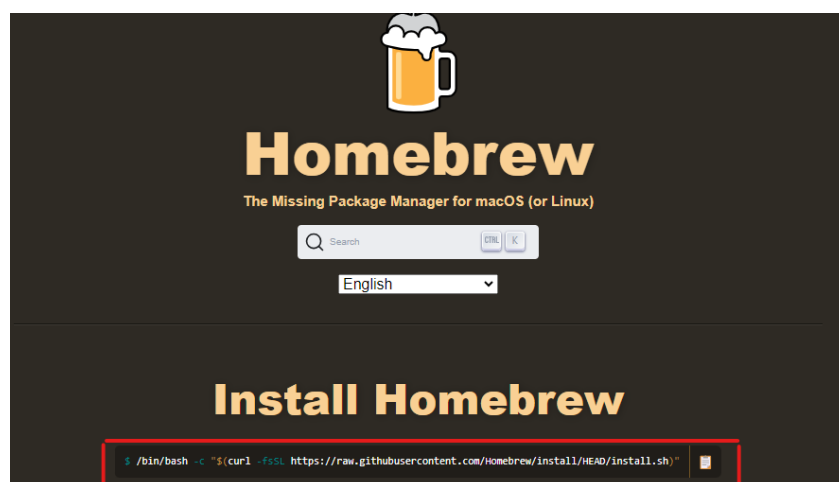 Homebrew
The Missing Package Manager for macOS (or Linux)
Search
CTRL K
English
Install Homebrew
$ /bin/bash -c "$(curl -fsSL https://raw.githubusercontent.com/Homebrew/install/HEAD/install.sh)"